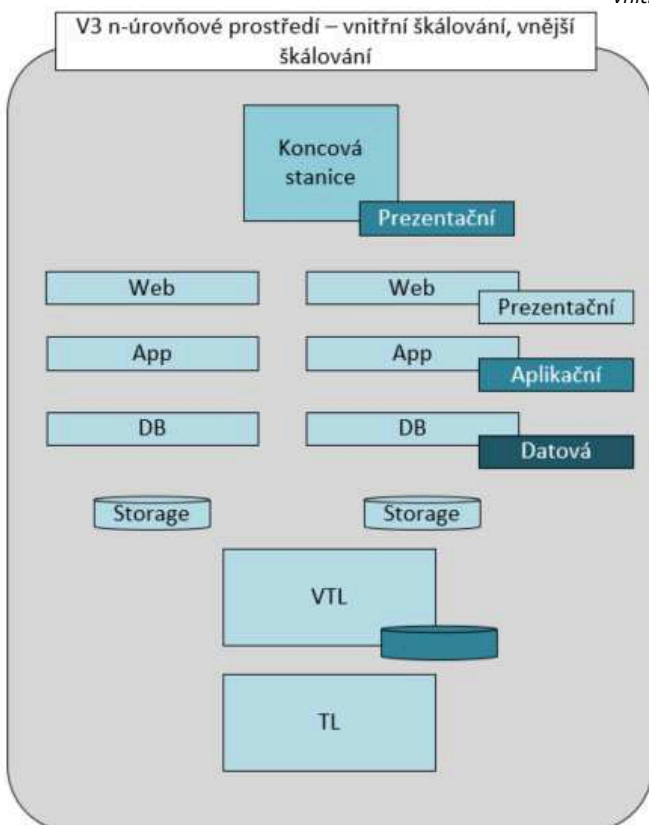 V3 n-úrovňové prostředí – vnitřní škálování, vnější
škálování
Koncová
stanice
Prezentační
Web
Web
Prezentační
App
App
Aplikační
DB
DB
Datová
Storage
Storage
VTL
TL